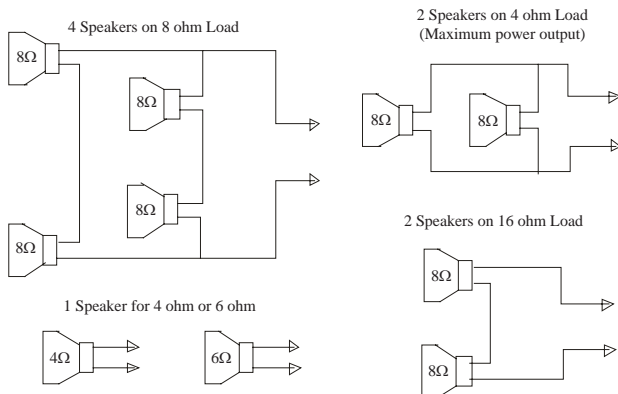 4 Speakers on 8 ohm Load
8Ω
8Ω
8Ω
8Ω
2 Speakers on 4 ohm Load
(Maximum power output)
8Ω
8Ω
1 Speaker for 4 ohm or 6 ohm
4Ω
6Ω
2 Speakers on 16 ohm Load
8Ω
8Ω